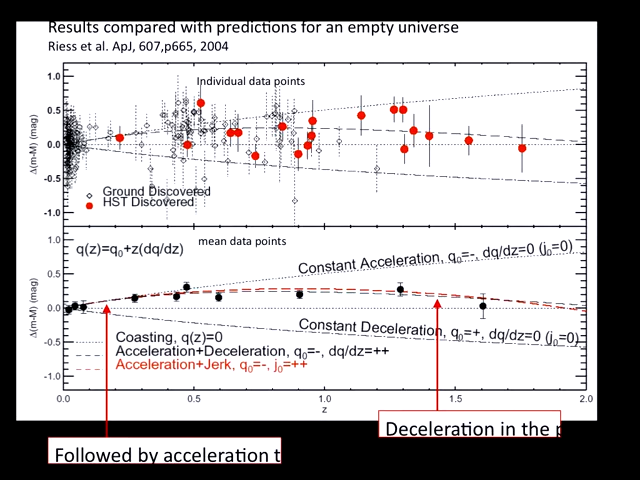 Results compared with predictions for an empty universe
Riess et al. ApJ, 607,p665, 2004
Individual data points
Δ(m-M) (mag)
1.0
0.5
0.0
-0.5
-1.0
Ground Discovered
HST Discovered
mean data points
q(z)=q₀+z(dq/dz)
Constant Acceleration, q₀=-, dq/dz=0 (j₀=0)
Δ(m-M) (mag)
1.0
0.5
0.0
-0.5
-1.0
Constant Deceleration, q₀=+, dq/dz=0 (j₀=0)
Coasting, q(z)=0
Acceleration+Deceleration, q₀=-, dq/dz=++
Acceleration+Jerk, q₀=-, j₀=++
0.0 0.5 1.0 1.5 2.0
z
Deceleration in the
Followed by acceleration t